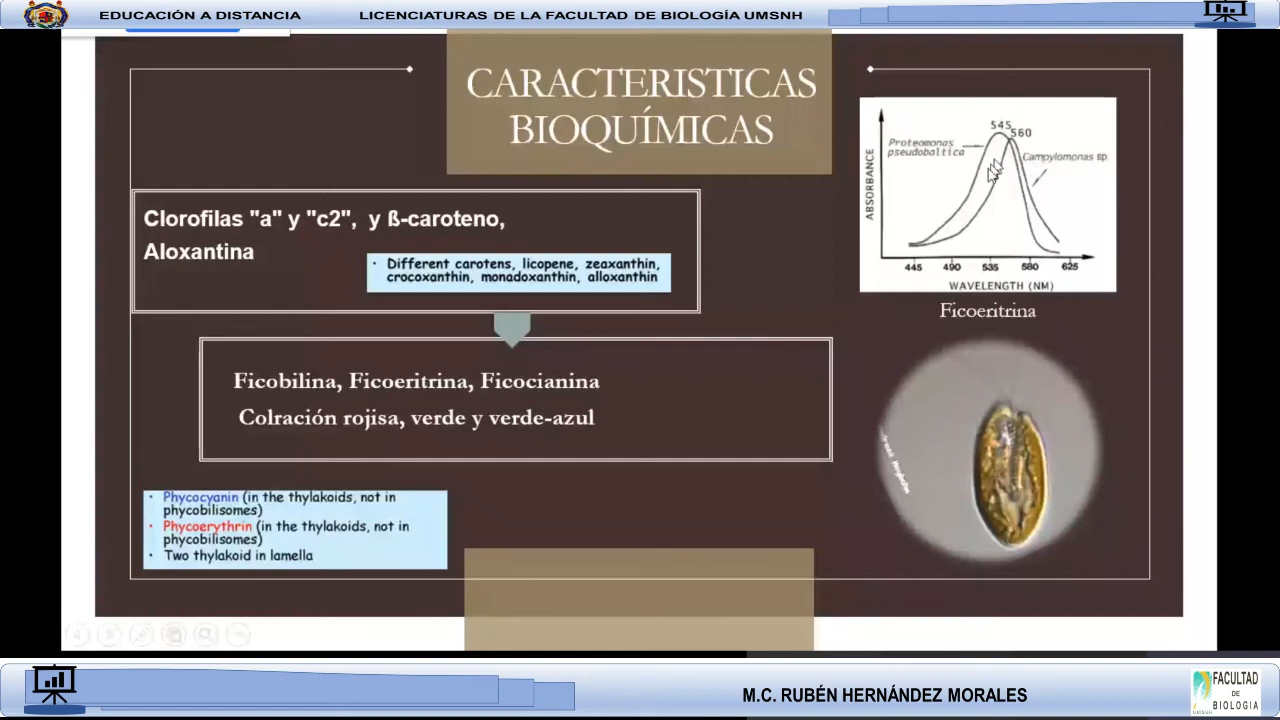 EDUCACIÓN A DISTANCIA
LICENCIATURAS DE LA FACULTAD DE BIOLOGÍA UMSNH
CARACTERISTICAS
BIOQUÍMICAS
Clorofilas "a" y "c2", y ß-caroteno,
Aloxantina
• Different carotens, licopene, zeaxanthin,
crocoxanthin, monadoxanthin, alloxanthin
Ficobilina, Ficoeritrina, Ficocianina
Colración rojisa, verde y verde-azul
• Phycocyanin (in the thylakoids, not in
phycobilisomes)
• Phycoerythrin (in the thylakoids, not in
phycobilisomes)
• Two thylakoid in lamella
545
560
Proteomonas
pseudobaltica
Campylomonas sp
ABSORBANCE
445 490 535 580 625
WAVELENGTH (NM)
Ficoeritrina
M.C. RUBÉN HERNÁNDEZ MORALES
FACULTAD
DE
BIOLOGIA